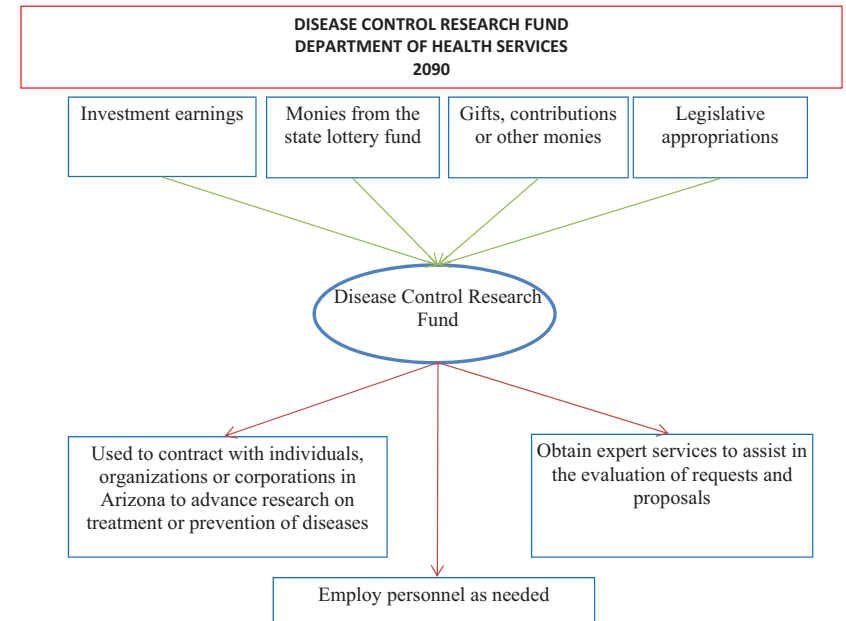 DISEASE CONTROL RESEARCH FUND
DEPARTMENT OF HEALTH SERVICES
2090
Investment earnings
Monies from the
state lottery fund
Gifts, contributions
or other monies
Legislative
appropriations
Disease Control Research
Fund
Used to contract with individuals,
organizations or corporations in
Arizona to advance research on
treatment or prevention of diseases
Obtain expert services to assist in
the evaluation of requests and
proposals
Employ personnel as needed